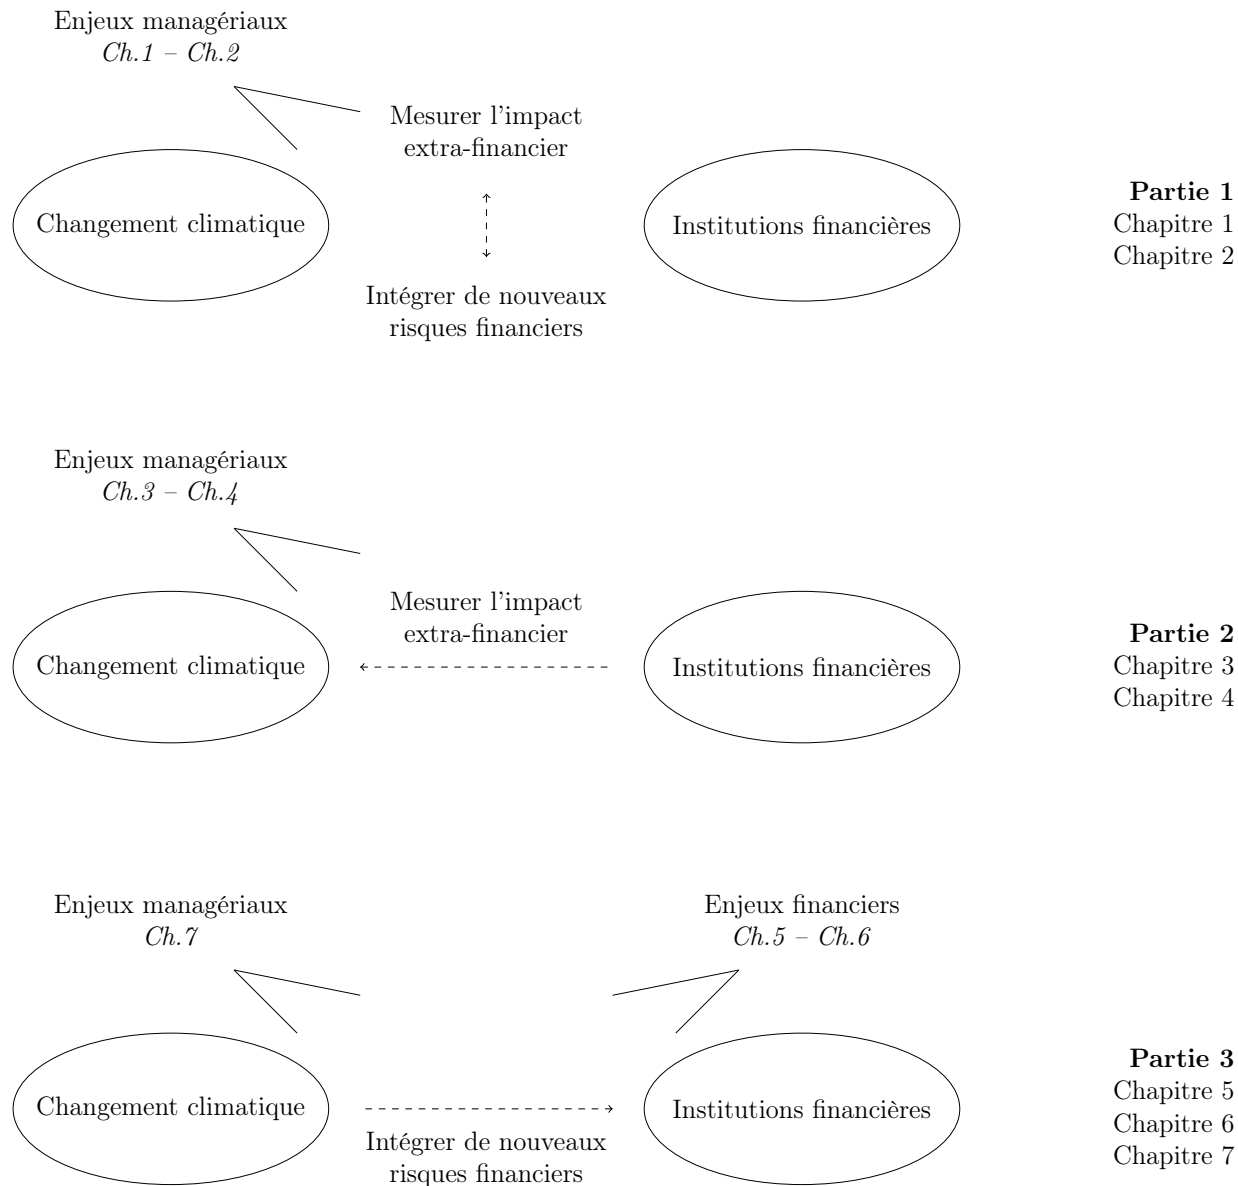 Enjeux managériaux
Ch.1 – Ch.2
Mesurer l'impact
extra-financier
Changement climatique
Institutions financières
Intégrer de nouveaux
risques financiers
Partie 1
Chapitre 1
Chapitre 2
Enjeux managériaux
Ch.3 – Ch.4
Mesurer l'impact
extra-financier
Changement climatique
Institutions financières
Partie 2
Chapitre 3
Chapitre 4
Enjeux managériaux
Ch.7
Enjeux financiers
Ch.5 – Ch.6
Changement climatique
Institutions financières
Intégrer de nouveaux
risques financiers
Partie 3
Chapitre 5
Chapitre 6
Chapitre 7